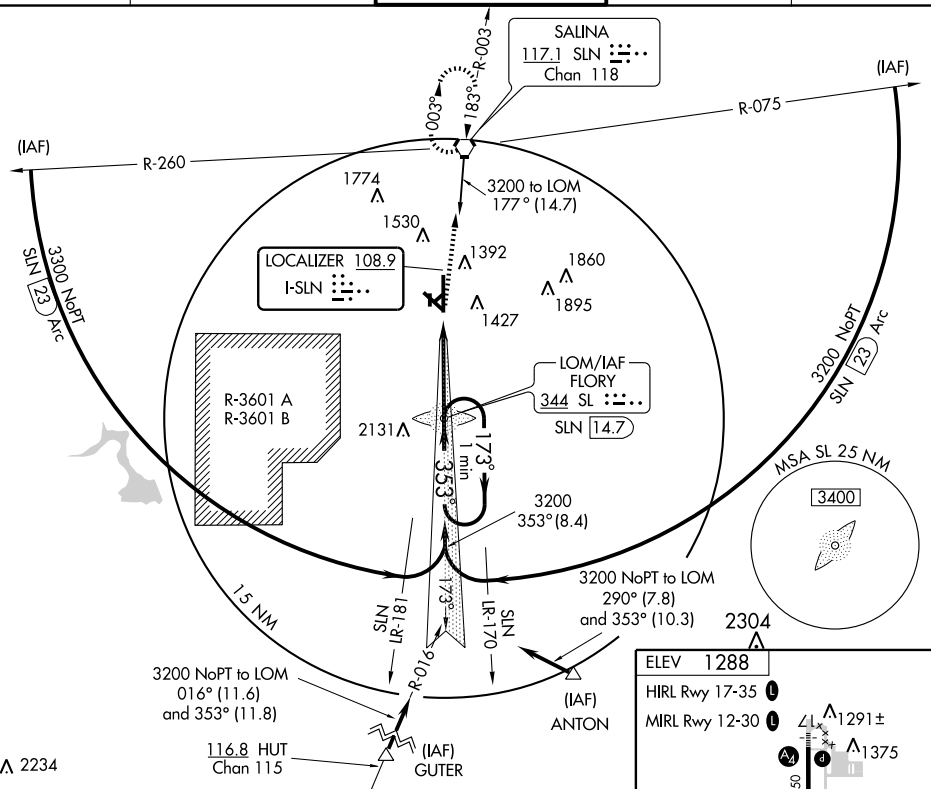 R-003
183°
003°
SALINA
117.1 SLN
Chan 118
(IAF)
R-075
(IAF)
R-260
3200 to LOM
177° (14.7)
1774
1530
1392
1860
1895
1427
LOCALIZER 108.9
I-SLN
3300 NoPT
SLN 23 Arc
3200 NoPT
SLN 23 Arc
R-3601 A
R-3601 B
LOM/IAF
FLORY
344 SL
SLN 14.7
2131
353°
173°
1 min
3200
353° (8.4)
MSA SL 25 NM
3400
15 NM
SLN
LR-181
173°
SLN
LR-170
3200 NoPT to LOM
290° (7.8)
and 353° (10.3)
2304
R-016
3200 NoPT to LOM
016° (11.6)
and 353° (11.8)
(IAF)
ANTON
116.8 HUT
Chan 115
(IAF)
GUTER
2234
ELEV 1288
HIRL Rwy 17-35 L
MIRL Rwy 12-30 L
1291±
1375
A4
P
50